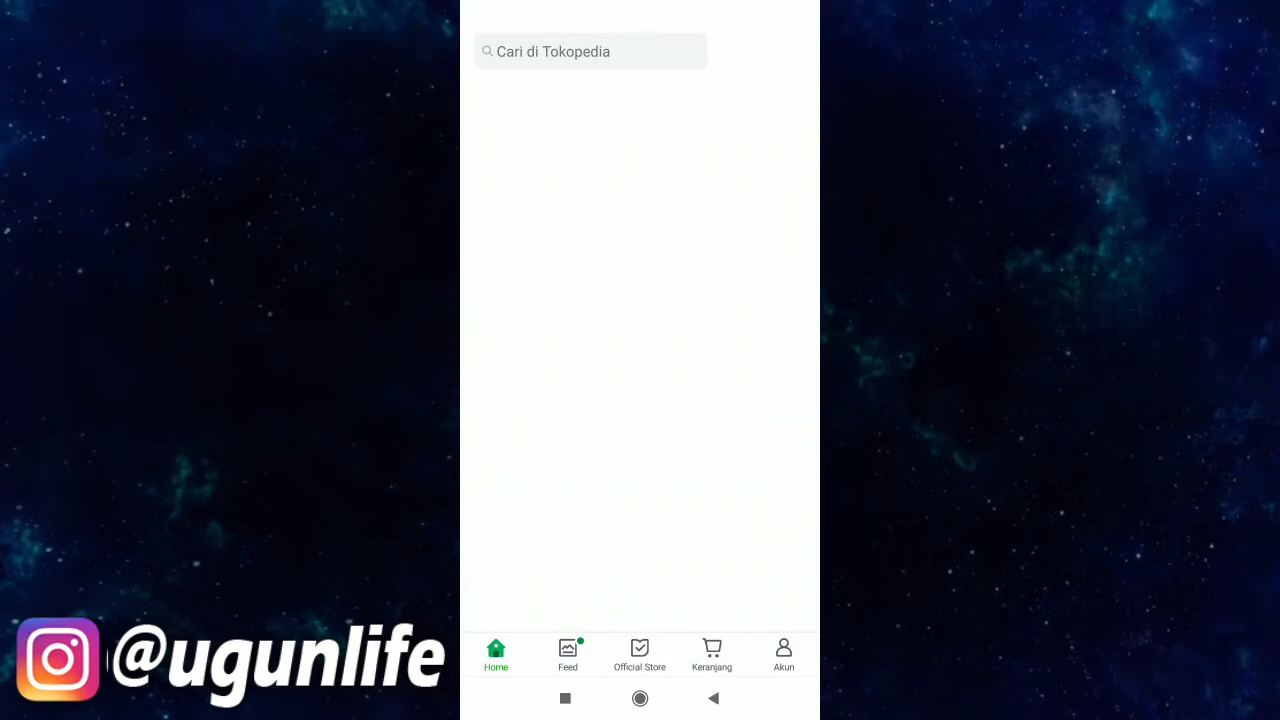 Cari di Tokopedia
Home
Feed
Official Store
Keranjang
Akun
@ugunlife